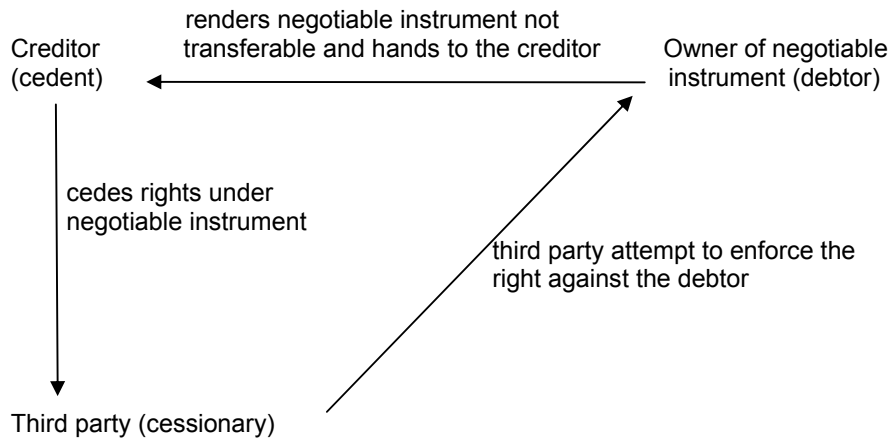 renders negotiable instrument not
transferable and hands to the creditor
Creditor
(cedent)
Owner of negotiable
instrument (debtor)
cedes rights under
negotiable instrument
third party attempt to enforce the
right against the debtor
Third party (cessionary)